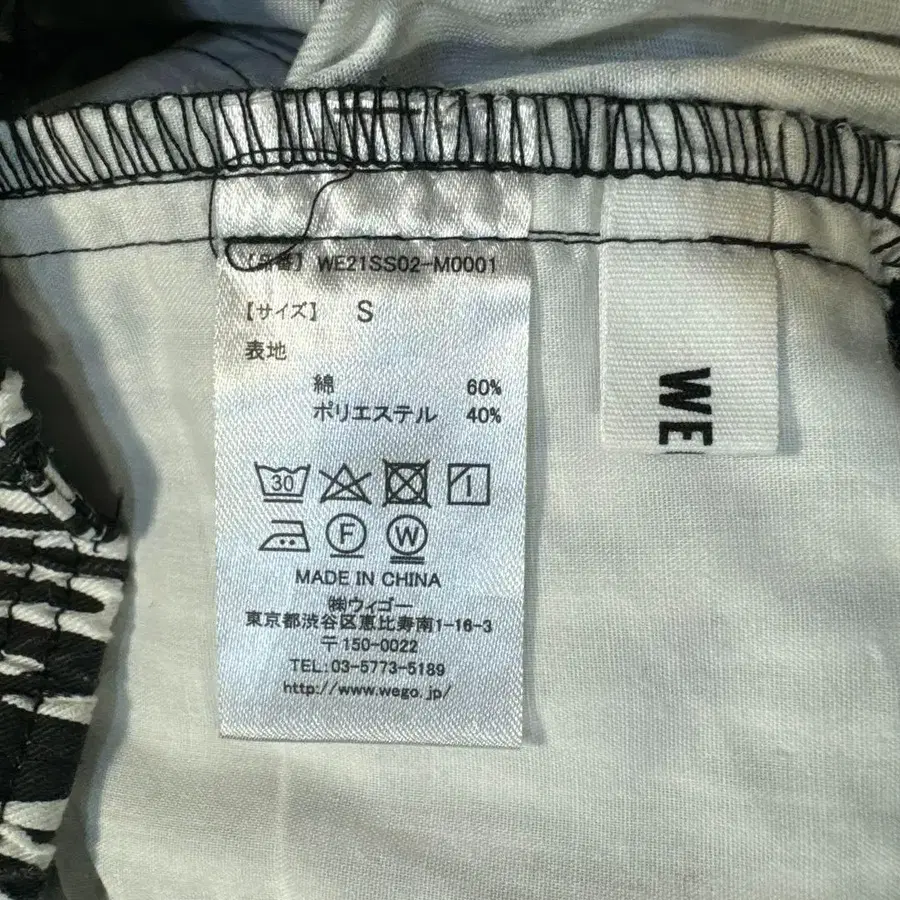 【品番】 WE21SS02-M0001
【サイズ】 S
表地
綿 60%
ポリエステル 40%
30
F W
MADE IN CHINA
㈱ウィゴー
東京都渋谷区恵比寿南1-16-3
〒150-0022
TEL:03-5773-5189
http://www.wego.jp/
WE